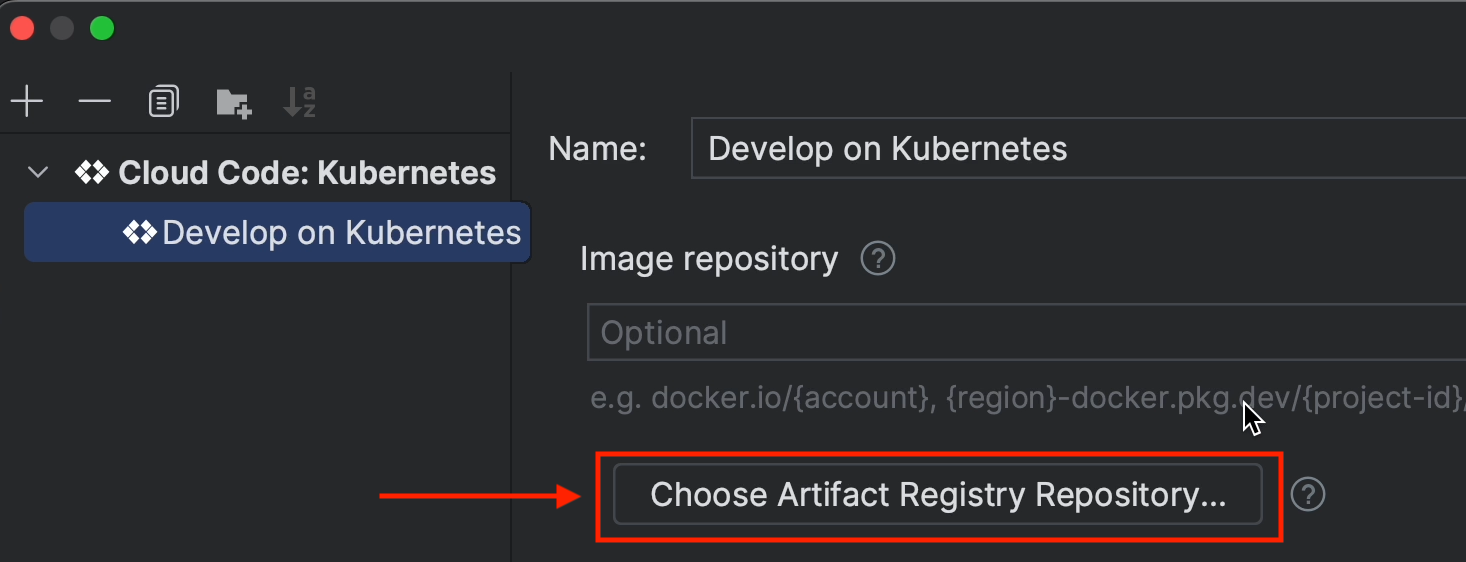 Cloud Code: Kubernetes
Develop on Kubernetes
Name:
Develop on Kubernetes
Image repository ?
Optional
e.g. docker.io/{account}, {region}-docker.pkg.dev/{project-id}/
Choose Artifact Registry Repository... ?